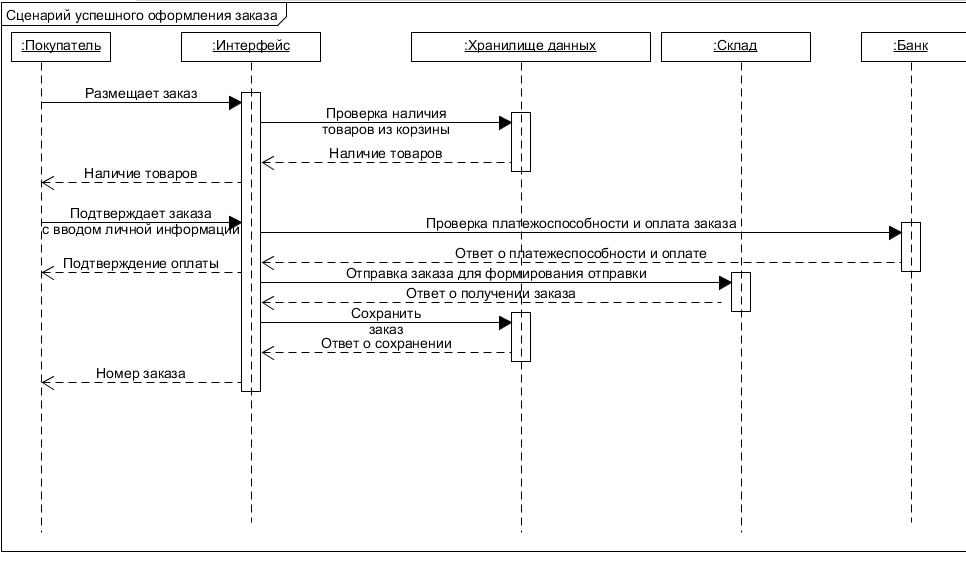 Сценарий успешного оформления заказа
:Покупатель
:Интерфейс
:Хранилище данных
:Склад
:Банк
Размещает заказ
Проверка наличия
товаров из корзины
Наличие товаров
Наличие товаров
Подтверждает заказа
с вводом личной информации
Проверка платежоспособности и оплата заказа
Ответ о платежеспособности и оплате
Подтверждение оплаты
Отправка заказа для формирования отправки
Ответ о получении заказа
Сохранить
заказ
Ответ о сохранении
Номер заказа